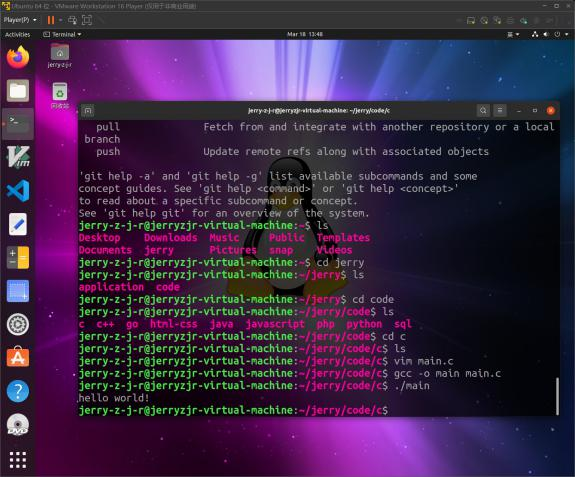 Ubuntu 64 位 - VMware Workstation 16 Player (仅用于非商业用途)
Player(P)
Activities
Terminal
Mar 18 13:48
英
jerry-z-j-r
回收站
jerry-z-j-r@jerryzjr-virtual-machine: ~/jerry/code/c
pull Fetch from and integrate with another repository or a local
branch
push Update remote refs along with associated objects
'git help -a' and 'git help -g' list available subcommands and some
concept guides. See 'git help <command>' or 'git help <concept>'
to read about a specific subcommand or concept.
See 'git help git' for an overview of the system.
jerry-z-j-r@jerryzjr-virtual-machine:~$ ls
Desktop Downloads Music Public Templates
Documents jerry Pictures snap Videos
jerry-z-j-r@jerryzjr-virtual-machine:~$ cd jerry
jerry-z-j-r@jerryzjr-virtual-machine:~/jerry$ ls
application code
jerry-z-j-r@jerryzjr-virtual-machine:~/jerry$ cd code
jerry-z-j-r@jerryzjr-virtual-machine:~/jerry/code$ ls
c c++ go html-css java javascript php python sql
jerry-z-j-r@jerryzjr-virtual-machine:~/jerry/code$ cd c
jerry-z-j-r@jerryzjr-virtual-machine:~/jerry/code/c$ ls
jerry-z-j-r@jerryzjr-virtual-machine:~/jerry/code/c$ vim main.c
jerry-z-j-r@jerryzjr-virtual-machine:~/jerry/code/c$ gcc -o main main.c
jerry-z-j-r@jerryzjr-virtual-machine:~/jerry/code/c$ ./main
hello world!
jerry-z-j-r@jerryzjr-virtual-machine:~/jerry/code/c$